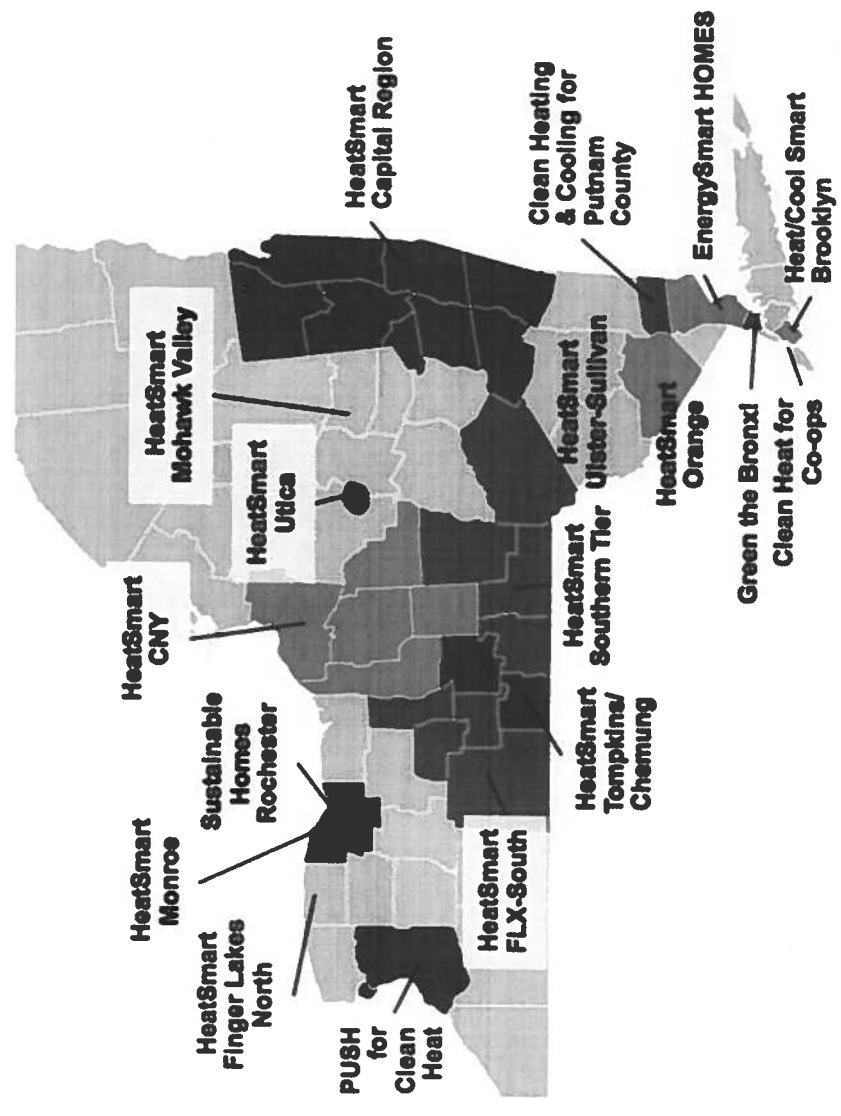 HeatSmart
Monroe
HeatSmart
Finger Lakes
North
PUSH
for
Clean
Heat
Sustainable
Homes
Rochester
HeatSmart
CNY
HeatSmart
FLX-South
HeatSmart
Tompkins/
Chemung
HeatSmart
Southern Tier
HeatSmart
Utica
HeatSmart
Mohawk Valley
HeatSmart
Capital Region
HeatSmart
Ulster-Sullivan
HeatSmart
Orange
Clean Heating
& Cooling for
Putnam
County
EnergySmart HOMES
Green the Bronx!
Clean Heat for
Co-ops
Heat/Cool Smart
Brooklyn